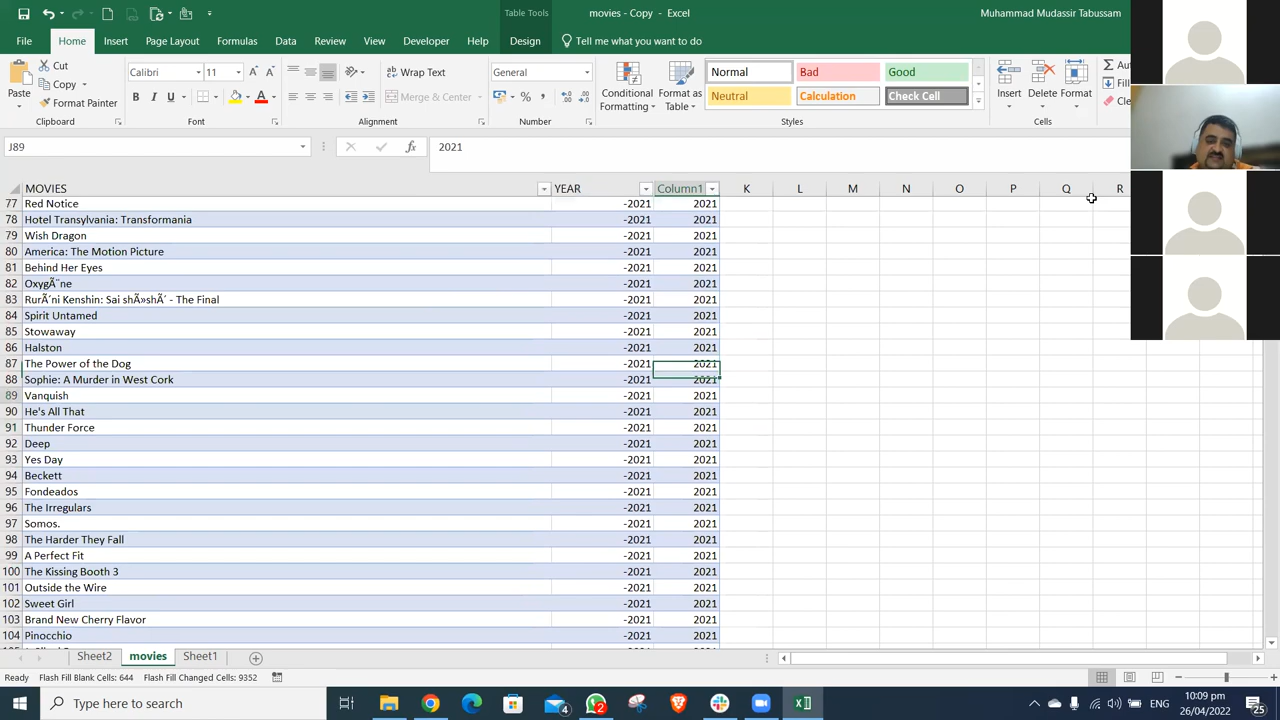 Table Tools
movies - Copy - Excel
Muhammad Mudassir Tabussam
File Home Insert Page Layout Formulas Data Review View Developer Help Design Tell me what you want to do
Cut
Copy
Format Painter
Paste
Clipboard
Calibri 11
B I U
Font
Wrap Text
Merge & Center
Alignment
General
Number
Conditional Formatting
Format as Table
Normal Bad Good
Neutral Calculation Check Cell
Styles
Insert Delete Format
Cells
Aut
Fill
Cle
J89 fx 2021
MOVIES YEAR Column1 K L M N O P Q R
77 Red Notice -2021 2021
78 Hotel Transylvania: Transformania -2021 2021
79 Wish Dragon -2021 2021
80 America: The Motion Picture -2021 2021
81 Behind Her Eyes -2021 2021
82 OxygÃ¨ne -2021 2021
83 RurÃ´ni Kenshin: Sai shÃ»shÃ´ - The Final -2021 2021
84 Spirit Untamed -2021 2021
85 Stowaway -2021 2021
86 Halston -2021 2021
87 The Power of the Dog -2021 2021
88 Sophie: A Murder in West Cork -2021 2021
89 Vanquish -2021 2021
90 He's All That -2021 2021
91 Thunder Force -2021 2021
92 Deep -2021 2021
93 Yes Day -2021 2021
94 Beckett -2021 2021
95 Fondeados -2021 2021
96 The Irregulars -2021 2021
97 Somos. -2021 2021
98 The Harder They Fall -2021 2021
99 A Perfect Fit -2021 2021
100 The Kissing Booth 3 -2021 2021
101 Outside the Wire -2021 2021
102 Sweet Girl -2021 2021
103 Brand New Cherry Flavor -2021 2021
104 Pinocchio -2021 2021
Sheet2 movies Sheet1
Ready Flash Fill Blank Cells: 644 Flash Fill Changed Cells: 9352
Type here to search
4
2
ENG
10:09 pm
26/04/2022
25